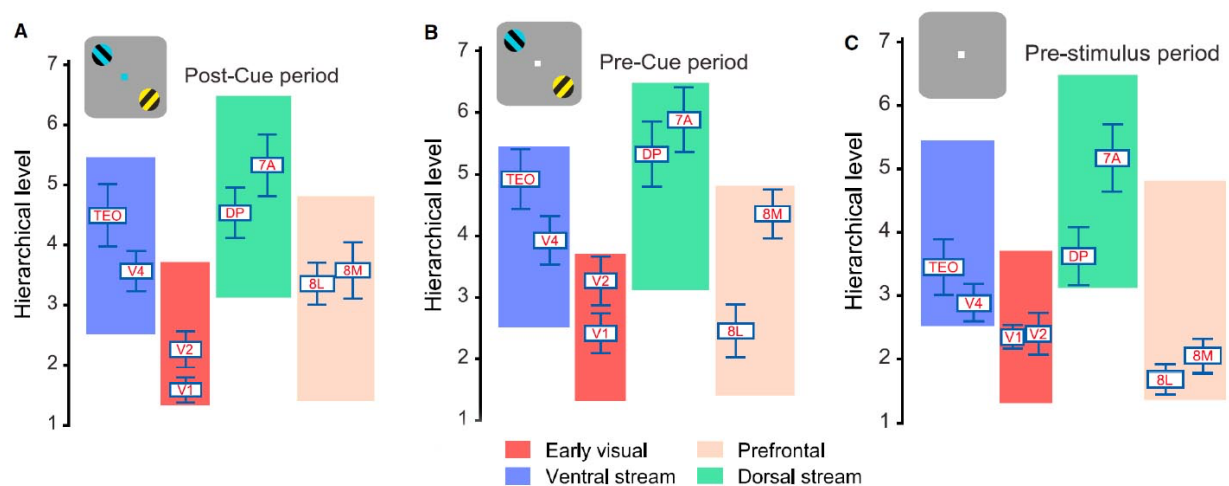 A
Post-Cue period
Hierarchical level
7
6
5
4
3
2
1
TEO
V4
V2
V1
DP
7A
8L
8M
B
Pre-Cue period
Hierarchical level
7
6
5
4
3
2
1
TEO
V4
V2
V1
DP
7A
8L
8M
C
Pre-stimulus period
Hierarchical level
7
6
5
4
3
2
1
TEO
V4
V1
V2
DP
7A
8L
8M
Early visual
Prefrontal
Ventral stream
Dorsal stream